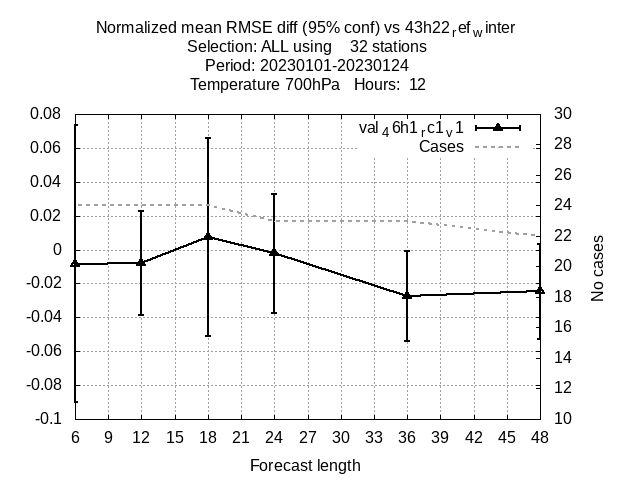 Normalized mean RMSE diff (95% conf) vs 43h22ref winter
Selection: ALL using 32 stations
Period: 20230101-20230124
Temperature 700hPa Hours: 12
val46h1rc1v1
Cases
0.08
0.06
0.04
0.02
0
-0.02
-0.04
-0.06
-0.08
-0.1
30
28
26
24
22
20
18
16
14
12
10
No cases
6 9 12 15 18 21 24 27 30 33 36 39 42 45 48
Forecast length